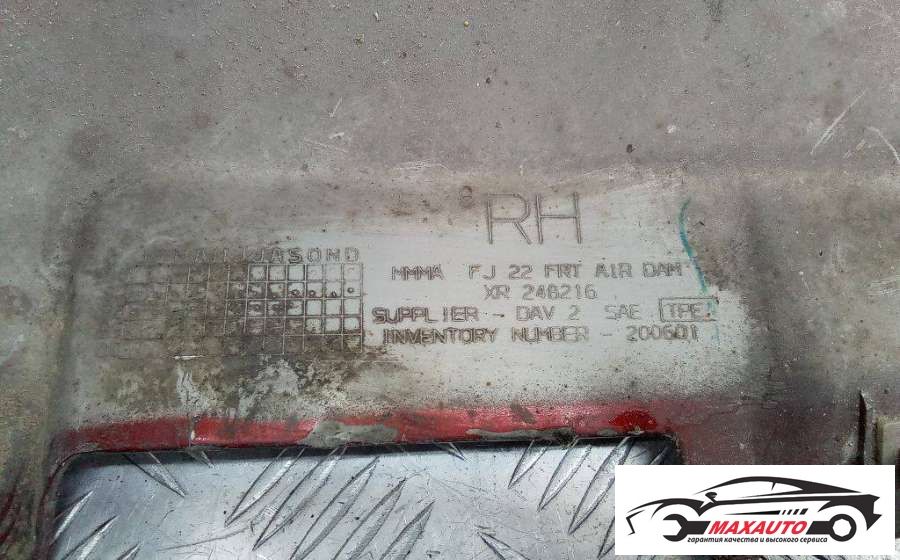 RH
JASOND
MMMA FJ 22 FRT AIR DAM
XR 246216
SUPPLIER - DAV 2 SAE TPE
INVENTORY NUMBER - 200601
MAXAUTO
гарантия качества и высокого сервиса